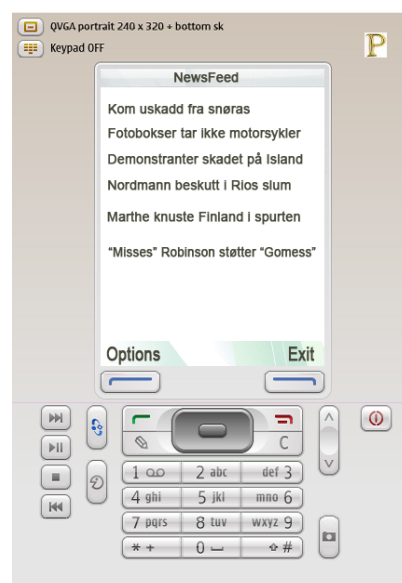 QVGA portrait 240 x 320 + bottom sk
Keypad OFF
P
NewsFeed
Kom uskadd fra snøras
Fotobokser tar ikke motorsykler
Demonstranter skadet på Island
Nordmann beskutt i Rios slum
Marthe knuste Finland i spurten
“Misses” Robinson støtter “Gomess”
Options Exit
C
1 2 abc def 3
4 ghi 5 jkl mno 6
7 pqrs 8 tuv wxyz 9
* + 0 #